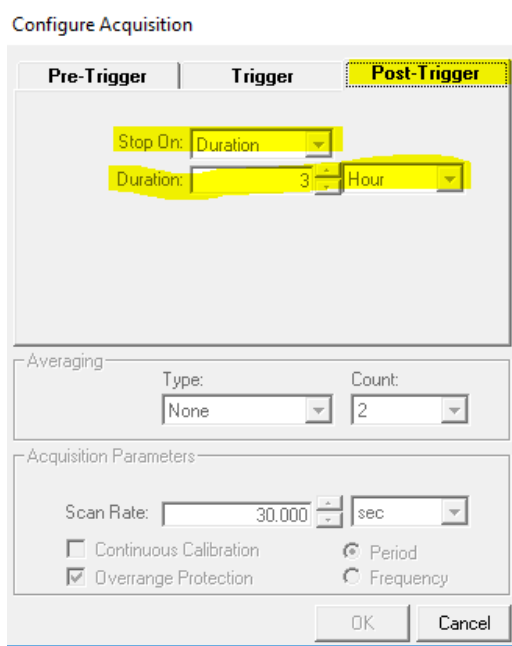 Configure Acquisition
Pre-Trigger Trigger Post-Trigger
Stop On: Duration
Duration: 3 Hour
Averaging
Type: Count:
None 2
Acquisition Parameters
Scan Rate: 30.000 sec
Continuous Calibration Period
Overrange Protection Frequency
OK Cancel